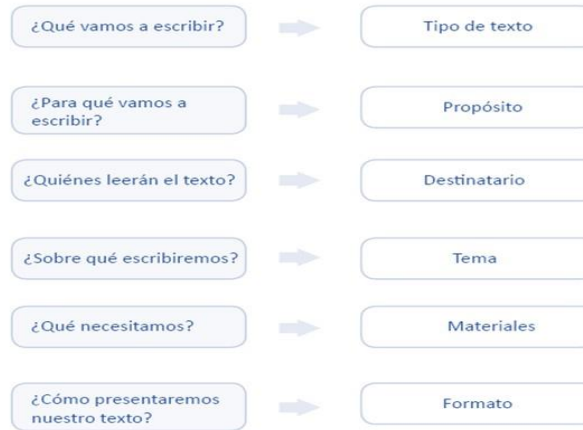 ¿Qué vamos a escribir?
Tipo de texto
¿Para qué vamos a
escribir?
Propósito
¿Quiénes leerán el texto?
Destinatario
¿Sobre qué escribiremos?
Tema
¿Qué necesitamos?
Materiales
¿Cómo presentaremos
nuestro texto?
Formato